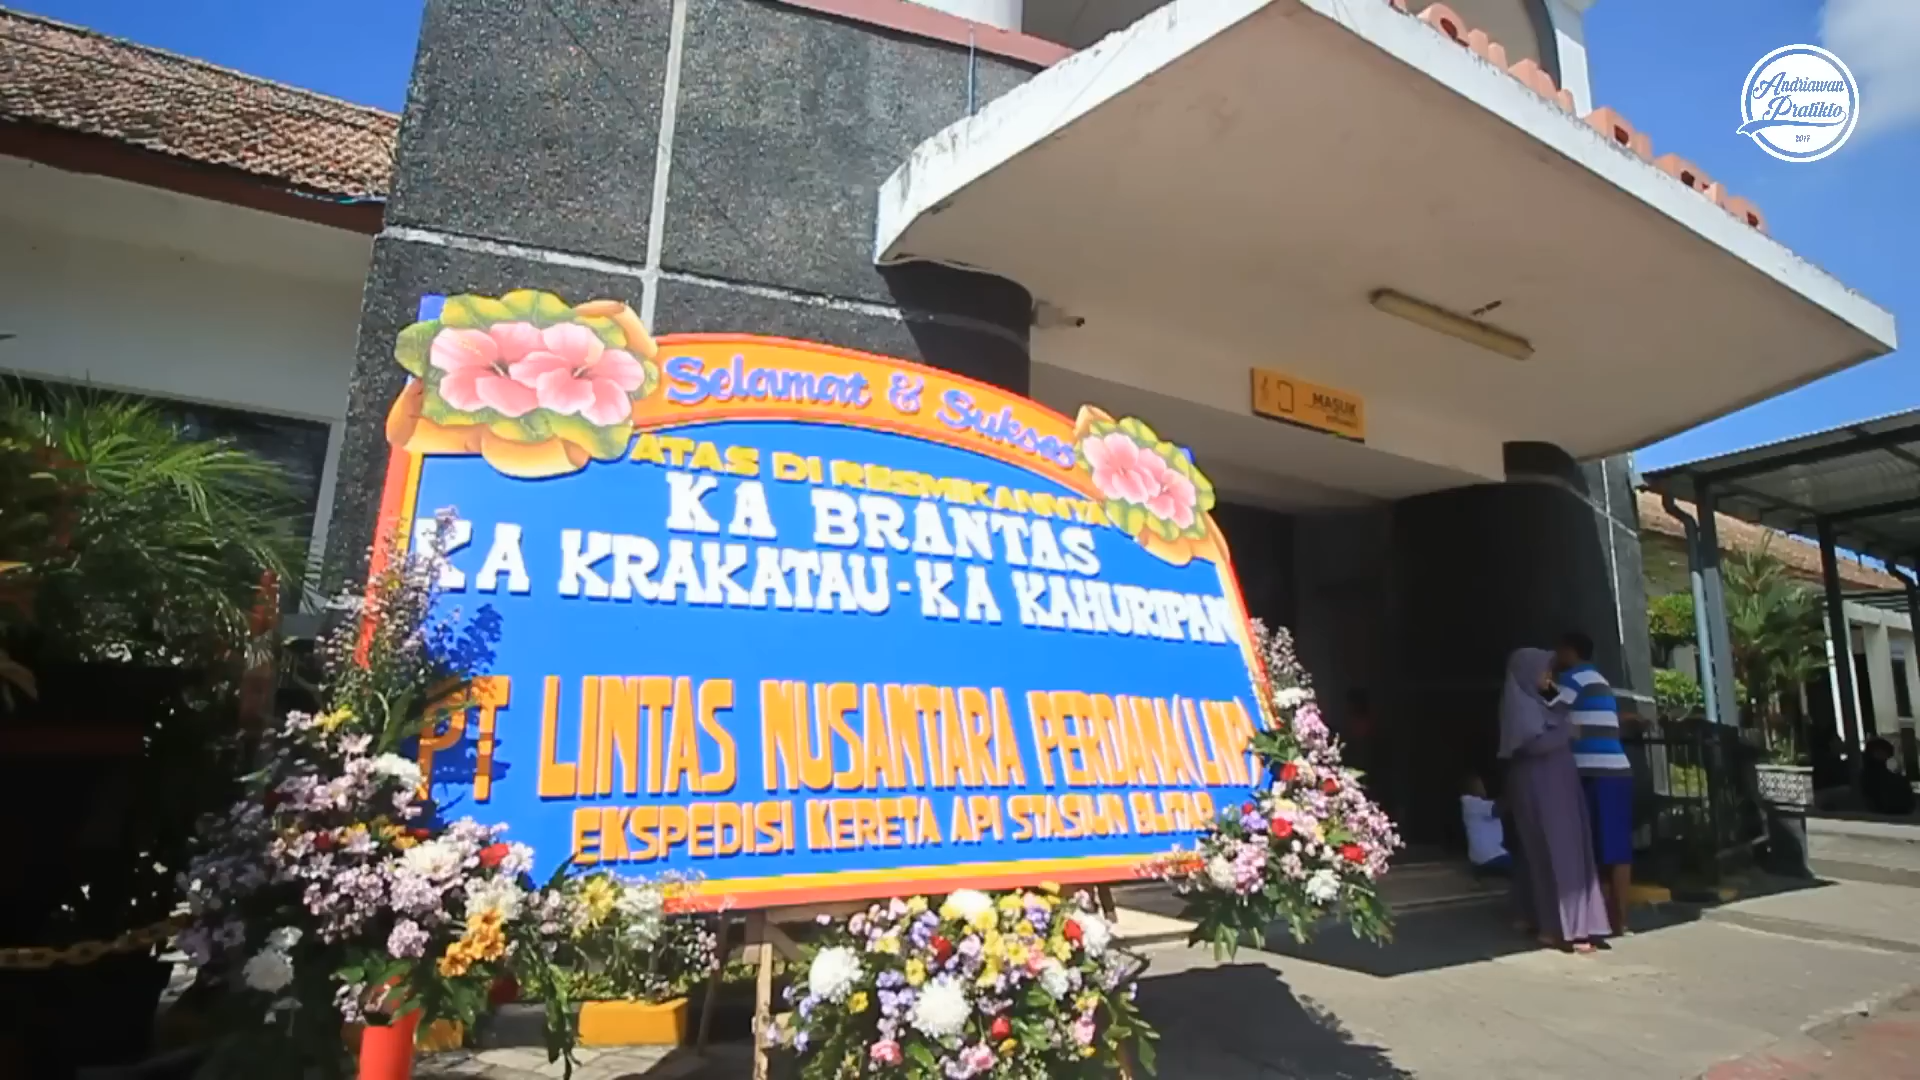 Andriawan
Pratikto
2017
MASUK
Selamat & Sukses
ATAS DI RESMIKANNYA
KA BRANTAS
KA KRAKATAU - KA KAHURIPAN
PT LINTAS NUSANTARA PERDANA (LNP)
EKSPEDISI KERETA API STASIUN BLITAR